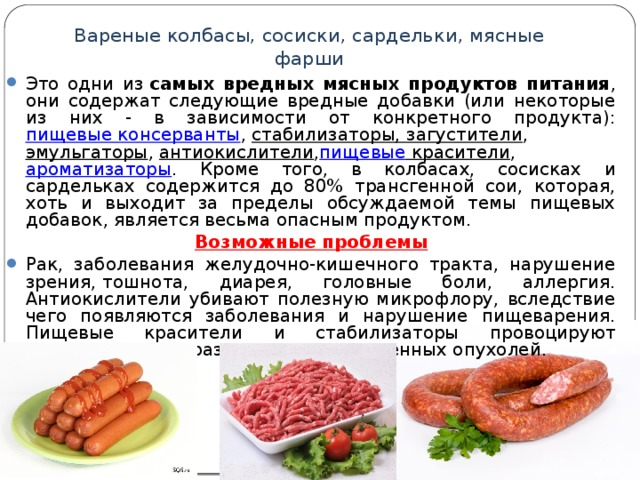 Вареные колбасы, сосиски, сардельки, мясные
фарши
Это одни из самых вредных мясных продуктов питания,
они содержат следующие вредные добавки (или некоторые
из них - в зависимости от конкретного продукта):
пищевые консерванты, стабилизаторы, загустители,
эмульгаторы, антиокислители,пищевые красители,
ароматизаторы. Кроме того, в колбасах, сосисках и
сардельках содержится до 80% трансгенной сои, которая,
хоть и выходит за пределы обсуждаемой темы пищевых
добавок, является весьма опасным продуктом.
Возможные проблемы
Рак, заболевания желудочно-кишечного тракта, нарушение
зрения, тошнота, диарея, головные боли, аллергия.
Антиокислители убивают полезную микрофлору, вследствие
чего появляются заболевания и нарушение пищеварения.
Пищевые красители и стабилизаторы провоцируют
опухолей.